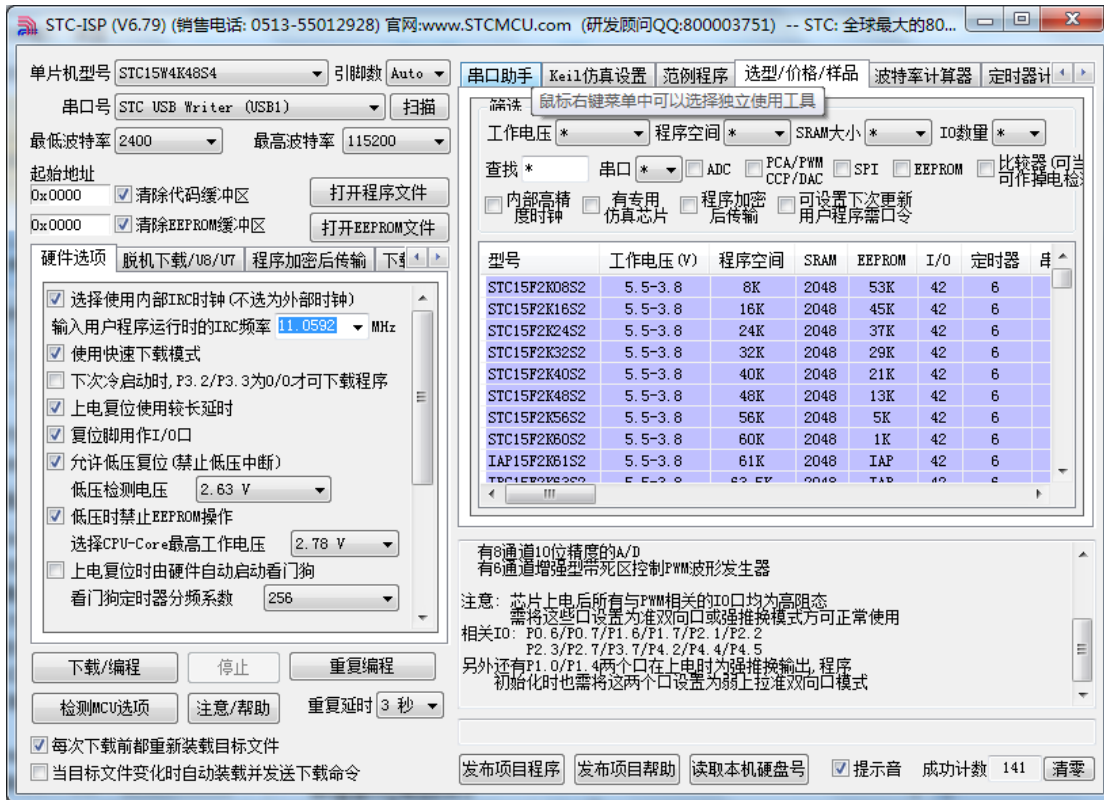 STC-ISP (V6.79) (销售电话: 0513-55012928) 官网:www.STCMCU.com (研发顾问QQ:800003751) -- STC: 全球最大的80...
单片机型号 STC15W4K48S4 引脚数 Auto
串口号 STC USB Writer (USB1) 扫描
最低波特率 2400 最高波特率 115200
起始地址
0x0000 清除代码缓冲区 打开程序文件
0x0000 清除EEPROM缓冲区 打开EEPROM文件
硬件选项 脱机下载/U8/U7 程序加密后传输
选择使用内部IRC时钟(不选为外部时钟)
输入用户程序运行时的IRC频率 11.0592 MHz
使用快速下载模式
下次冷启动时,P3.2/P3.3为0/0才可下载程序
上电复位使用较长延时
复位脚用作I/O口
允许低压复位(禁止低压中断)
低压检测电压 2.63 V
低压时禁止EEPROM操作
选择CPU-Core最高工作电压 2.78 V
上电复位时由硬件自动启动看门狗
看门狗定时器分频系数 256
下载/编程 停止 重复编程
检测MCU选项 注意/帮助 重复延时 3 秒
每次下载前都重新装载目标文件
当目标文件变化时自动装载并发送下载命令
串口助手 Keil仿真设置 范例程序 选型/价格/样品 波特率计算器 定时器计
筛选 鼠标右键菜单中可以选择独立使用工具
工作电压 * 程序空间 * SRAM大小 * IO数量 *
查找 * 串口 * ADC PCA/PWM SPI EEPROM 比较器(可当
CCP/DAC 可作掉电检
内部高精 有专用 程序加密 可设置下次更新
度时钟 仿真芯片 后传输 用户程序需口令
型号 工作电压(V) 程序空间 SRAM EEPROM I/O 定时器
STC15F2K08S2 5.5-3.8 8K 2048 53K 42 6
STC15F2K16S2 5.5-3.8 16K 2048 45K 42 6
STC15F2K24S2 5.5-3.8 24K 2048 37K 42 6
STC15F2K32S2 5.5-3.8 32K 2048 29K 42 6
STC15F2K40S2 5.5-3.8 40K 2048 21K 42 6
STC15F2K48S2 5.5-3.8 48K 2048 13K 42 6
STC15F2K56S2 5.5-3.8 56K 2048 5K 42 6
STC15F2K60S2 5.5-3.8 60K 2048 1K 42 6
IAP15F2K61S2 5.5-3.8 61K 2048 IAP 42 6
有8通道10位精度的A/D
有6通道增强型带死区控制PWM波形发生器
注意: 芯片上电后所有与PWM相关的IO口均为高阻态
需将这些口设置为准双向口或强推挽模式方可正常使用
相关IO: P0.6/P0.7/P1.6/P1.7/P2.1/P2.2
P2.3/P2.7/P3.7/P4.2/P4.4/P4.5
另外还有P1.0/P1.4两个口在上电时为强推挽输出,程序
初始化时也需将这两个口设置为弱上拉准双向口模式
发布项目程序 发布项目帮助 读取本机硬盘号 提示音 成功计数 141 清零